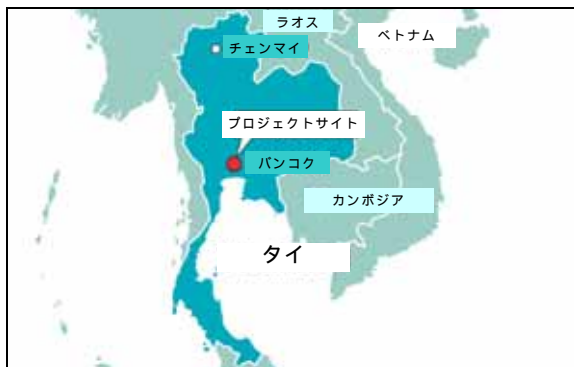 ラオス
ベトナム
チェンマイ
プロジェクトサイト
バンコク
カンボジア
タイ